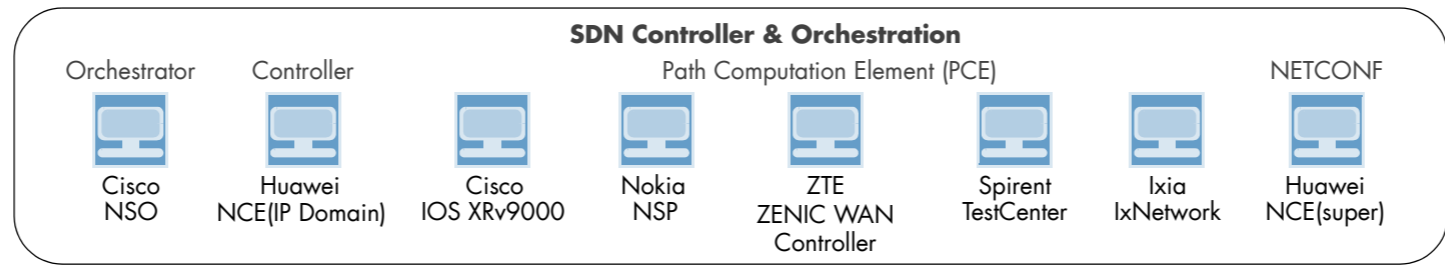 SDN Controller & Orchestration
Orchestrator Controller Path Computation Element (PCE) NETCONF
Cisco Huawei Cisco Nokia ZTE Spirent Ixia Huawei
NSO NCE(IP Domain) IOS XRv9000 NSP ZENIC WAN TestCenter IxNetwork NCE(super)
Controller